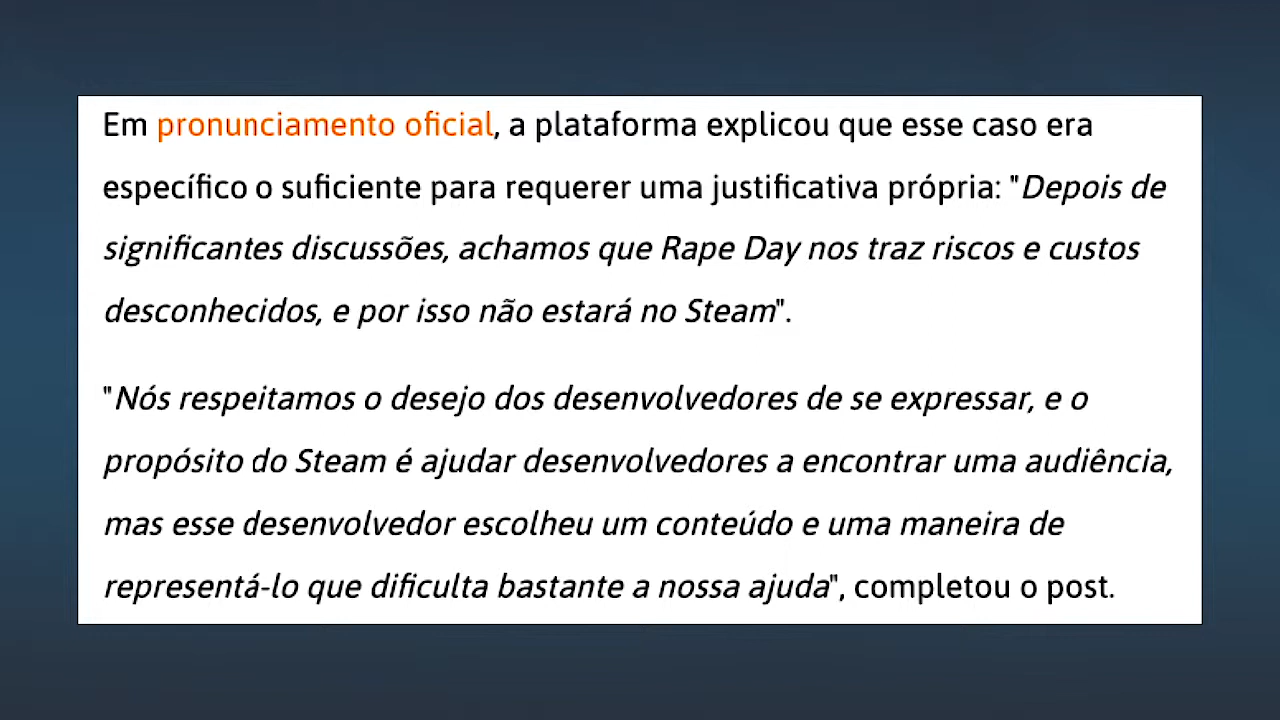 Em pronunciamento oficial, a plataforma explicou que esse caso era
específico o suficiente para requerer uma justificativa própria: "Depois de
significantes discussões, achamos que Rape Day nos traz riscos e custos
desconhecidos, e por isso não estará no Steam".
"Nós respeitamos o desejo dos desenvolvedores de se expressar, e o
propósito do Steam é ajudar desenvolvedores a encontrar uma audiência,
mas esse desenvolvedor escolheu um conteúdo e uma maneira de
representá-lo que dificulta bastante a nossa ajuda", completou o post.